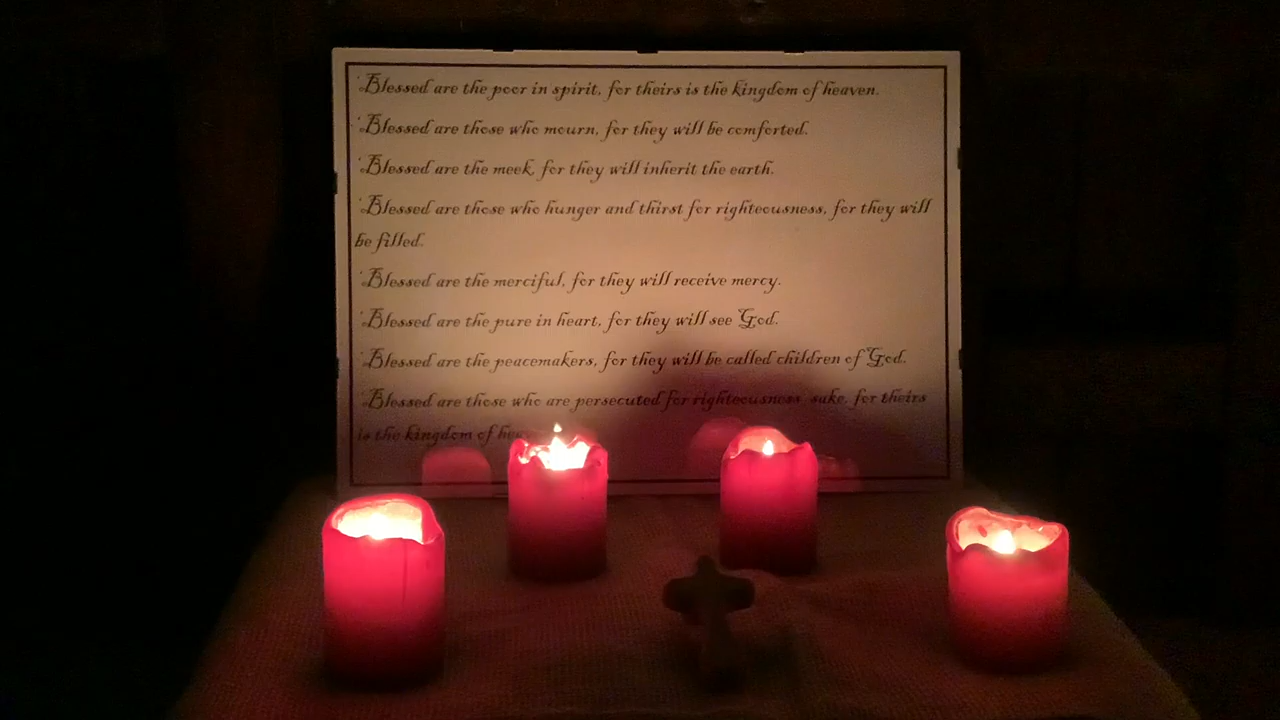 'Blessed are the poor in spirit, for theirs is the kingdom of heaven.
'Blessed are those who mourn, for they will be comforted.
'Blessed are the meek, for they will inherit the earth.
'Blessed are those who hunger and thirst for righteousness, for they will
be filled.
'Blessed are the merciful, for they will receive mercy.
'Blessed are the pure in heart, for they will see God.
'Blessed are the peacemakers, for they will be called children of God.
'Blessed are those who are persecuted for righteousness' sake, for theirs
is the kingdom of